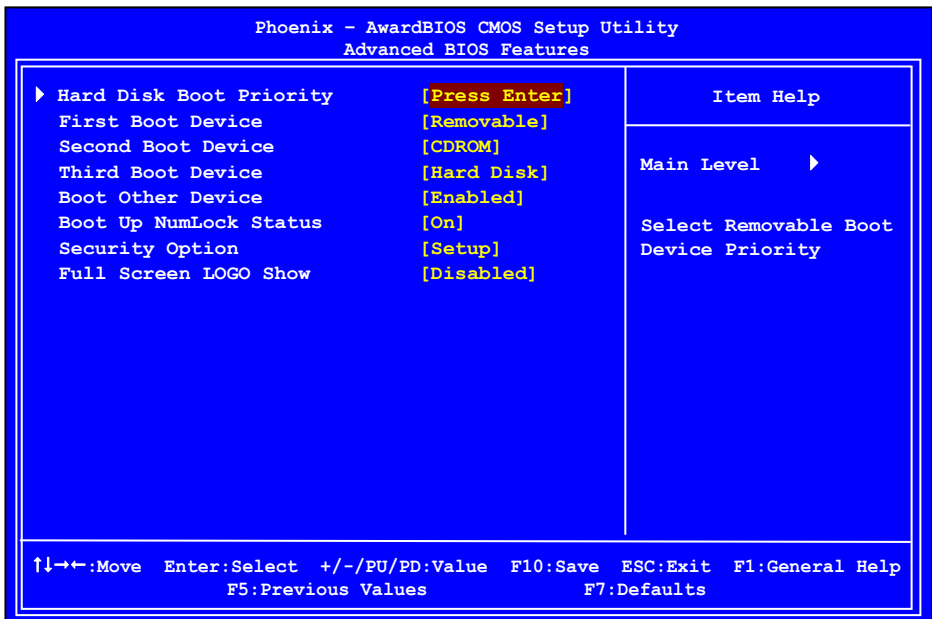 Phoenix – AwardBIOS CMOS Setup Utility
Advanced BIOS Features
Hard Disk Boot Priority [Press Enter]
First Boot Device [Removable]
Second Boot Device [CDROM]
Third Boot Device [Hard Disk]
Boot Other Device [Enabled]
Boot Up NumLock Status [On]
Security Option [Setup]
Full Screen LOGO Show [Disabled]
Item Help
Main Level
Select Removable Boot
Device Priority
↑↓→←:Move Enter:Select +/-/PU/PD:Value F10:Save ESC:Exit F1:General Help
F5:Previous Values F7:Defaults